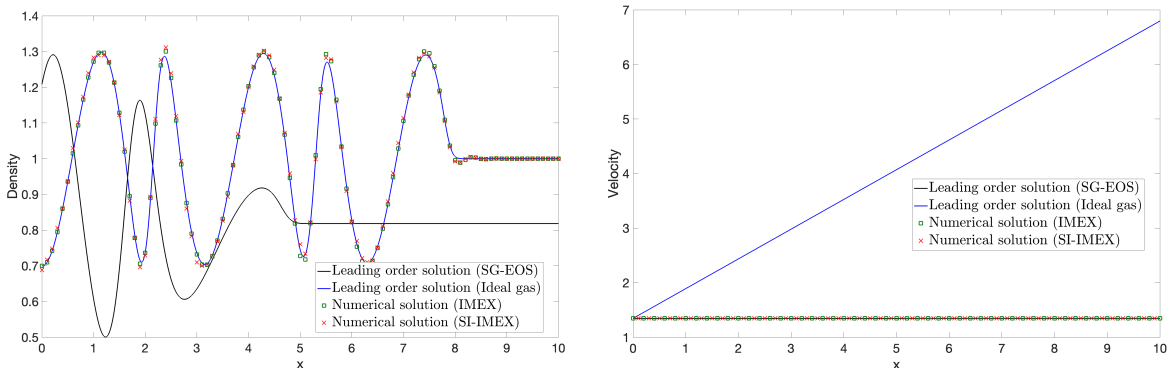 1.4
1.3
1.2
1.1
1
0.9
0.8
0.7
0.6
0.5
Density
Leading order solution (SG-EOS)
Leading order solution (Ideal gas)
Numerical solution (IMEX)
Numerical solution (SI-IMEX)
0 1 2 3 4 5 6 7 8 9 10
x
7
6
5
4
3
2
1
Velocity
Leading order solution (SG-EOS)
Leading order solution (Ideal gas)
Numerical solution (IMEX)
Numerical solution (SI-IMEX)
0 1 2 3 4 5 6 7 8 9 10
x